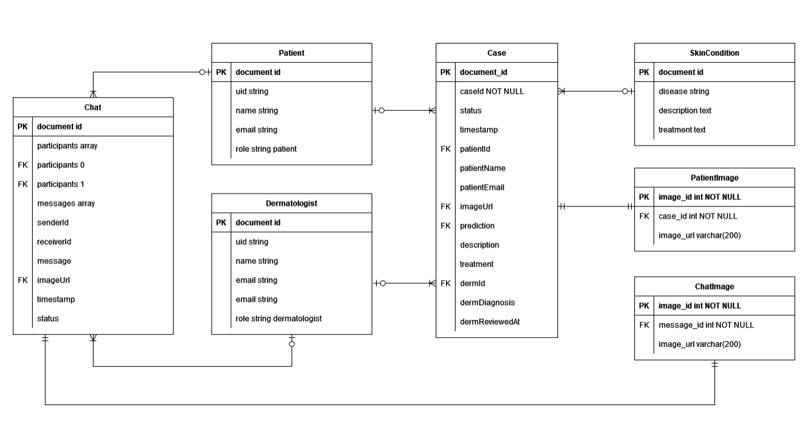 Patient
PK document id
uid string
name string
email string
role string patient
Case
PK document_id
caseId NOT NULL
status
timestamp
FK patientId
patientName
patientEmail
FK imageUrl
FK prediction
description
treatment
FK dermId
dermDiagnosis
dermReviewedAt
SkinCondition
PK document id
disease string
description text
treatment text
Chat
PK document id
participants array
FK participants 0
FK participants 1
messages array
senderId
receiverId
message
FK imageUrl
timestamp
status
Dermatologist
PK document id
uid string
name string
email string
email string
role string dermatologist
PatientImage
PK image_id int NOT NULL
FK case_id int NOT NULL
image_url varchar(200)
ChatImage
PK image_id int NOT NULL
FK message_id int NOT NULL
image_url varchar(200)